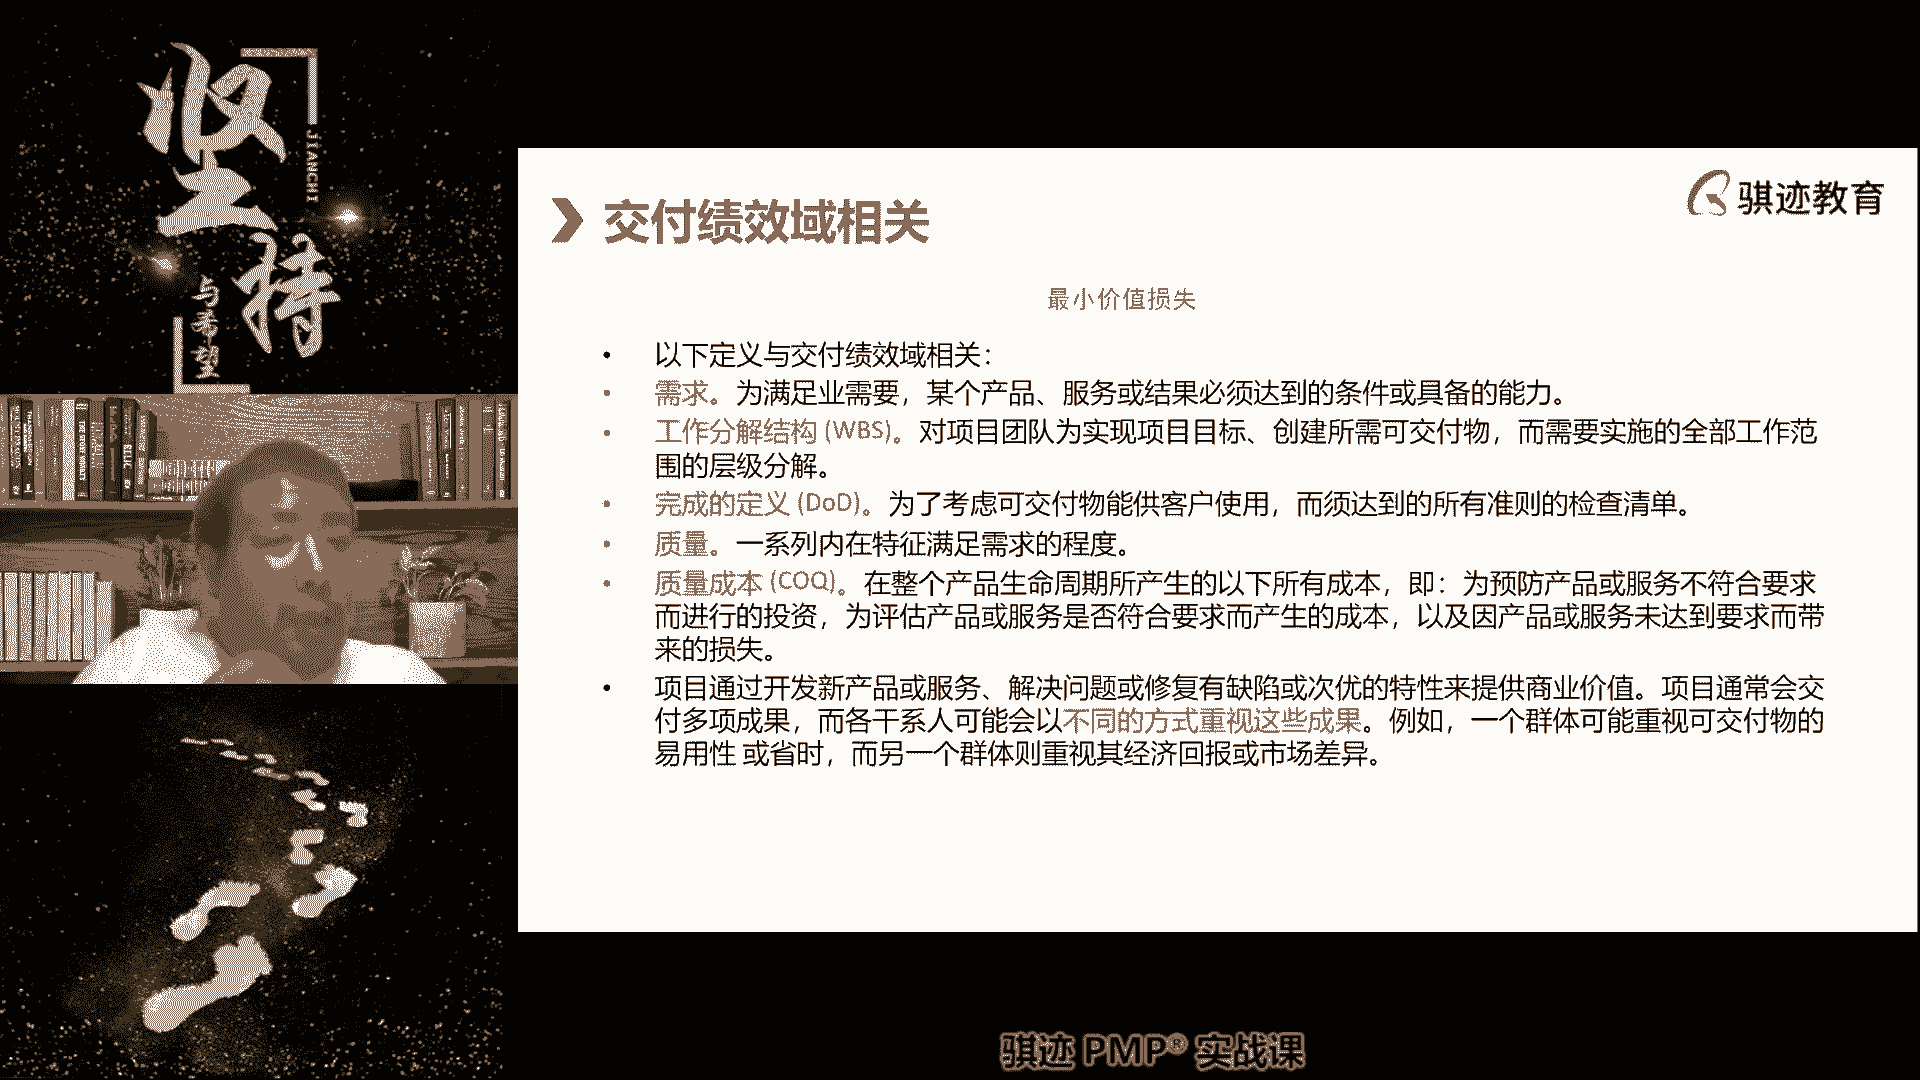 坚持
JIANCHI
与希望
骐迹教育
交付绩效域相关
最小价值损失
• 以下定义与交付绩效域相关：
• 需求。为满足业需要，某个产品、服务或结果必须达到的条件或具备的能力。
• 工作分解结构 (WBS)。对项目团队为实现项目目标、创建所需可交付物，而需要实施的全部工作范
围的层级分解。
• 完成的定义 (DoD)。为了考虑可交付物能供客户使用，而须达到的所有准则的检查清单。
• 质量。一系列内在特征满足需求的程度。
• 质量成本 (COQ)。在整个产品生命周期所产生的以下所有成本，即：为预防产品或服务不符合要求
而进行的投资，为评估产品或服务是否符合要求而产生的成本，以及因产品或服务未达到要求而带
来的损失。
• 项目通过开发新产品或服务、解决问题或修复有缺陷或次优的特性来提供商业价值。项目通常会交
付多项成果，而各干系人可能会以不同的方式重视这些成果。例如，一个群体可能重视可交付物的
易用性 或省时，而另一个群体则重视其经济回报或市场差异。
骐迹 PMP® 实战课